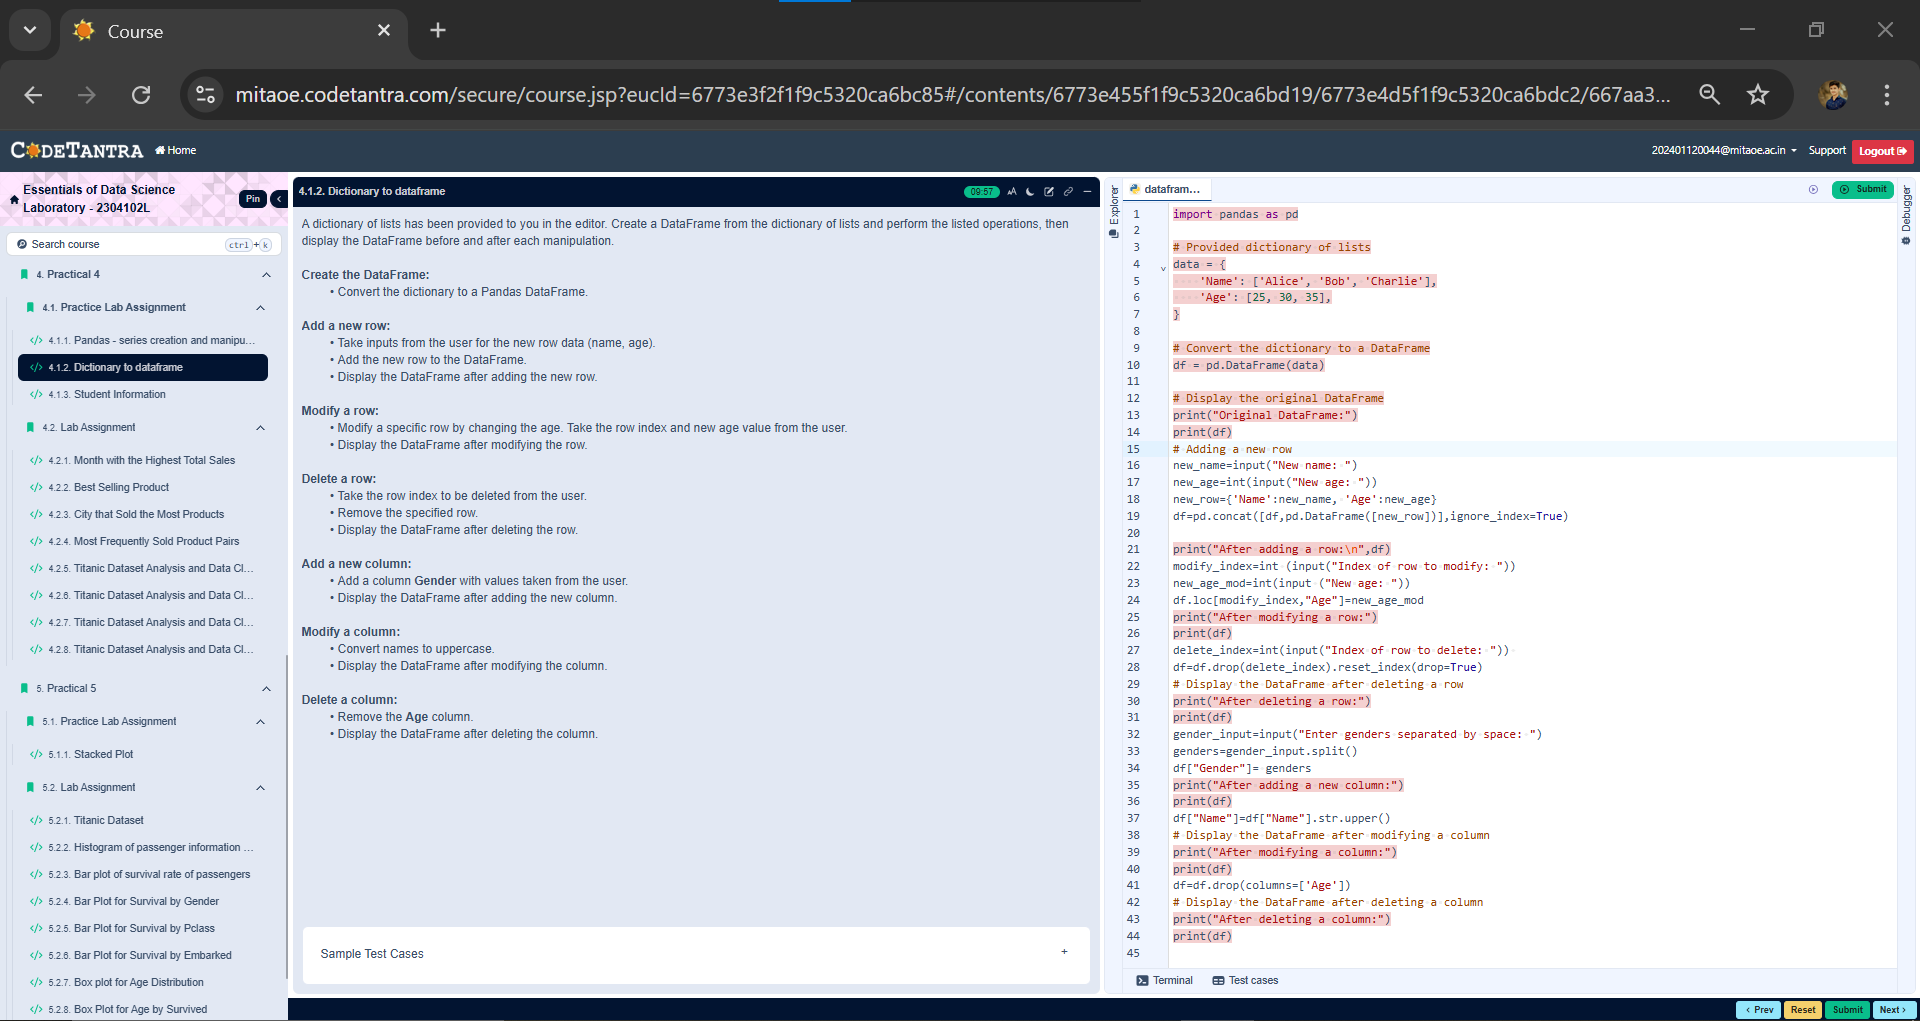 Course
mitaoe.codetantra.com/secure/course.jsp?eucId=6773e3f2f1f9c5320ca6bc85#/contents/6773e455f1f9c5320ca6bd19/6773e4d5f1f9c5320ca6bdc2/667aa3...
CODETANTRA Home
202401120044@mitaoe.ac.in Support Logout
Essentials of Data Science Laboratory - 2304102L
Pin
Search course ctrl + k
4. Practical 4
4.1. Practice Lab Assignment
4.1.1. Pandas - series creation and manipu...
4.1.2. Dictionary to dataframe
4.1.3. Student Information
4.2. Lab Assignment
4.2.1. Month with the Highest Total Sales
4.2.2. Best Selling Product
4.2.3. City that Sold the Most Products
4.2.4. Most Frequently Sold Product Pairs
4.2.5. Titanic Dataset Analysis and Data Cl...
4.2.6. Titanic Dataset Analysis and Data Cl...
4.2.7. Titanic Dataset Analysis and Data Cl...
4.2.8. Titanic Dataset Analysis and Data Cl...
5. Practical 5
5.1. Practice Lab Assignment
5.1.1. Stacked Plot
5.2. Lab Assignment
5.2.1. Titanic Dataset
5.2.2. Histogram of passenger information ...
5.2.3. Bar plot of survival rate of passengers
5.2.4. Bar Plot for Survival by Gender
5.2.5. Bar Plot for Survival by Pclass
5.2.6. Bar Plot for Survival by Embarked
5.2.7. Box plot for Age Distribution
5.2.8. Box Plot for Age by Survived
4.1.2. Dictionary to dataframe
09:57
A dictionary of lists has been provided to you in the editor. Create a DataFrame from the dictionary of lists and perform the listed operations, then
display the DataFrame before and after each manipulation.
Create the DataFrame:
• Convert the dictionary to a Pandas DataFrame.
Add a new row:
• Take inputs from the user for the new row data (name, age).
• Add the new row to the DataFrame.
• Display the DataFrame after adding the new row.
Modify a row:
• Modify a specific row by changing the age. Take the row index and new age value from the user.
• Display the DataFrame after modifying the row.
Delete a row:
• Take the row index to be deleted from the user.
• Remove the specified row.
• Display the DataFrame after deleting the row.
Add a new column:
• Add a column Gender with values taken from the user.
• Display the DataFrame after adding the new column.
Modify a column:
• Convert names to uppercase.
• Display the DataFrame after modifying the column.
Delete a column:
• Remove the Age column.
• Display the DataFrame after deleting the column.
Sample Test Cases +
Explorer
datafram...
Submit
Debugger
1 import pandas as pd
2
3 # Provided dictionary of lists
4 data = {
5 'Name': ['Alice', 'Bob', 'Charlie'],
6 'Age': [25, 30, 35],
7 }
8
9 # Convert the dictionary to a DataFrame
10 df = pd.DataFrame(data)
11
12 # Display the original DataFrame
13 print("Original DataFrame:")
14 print(df)
15 # Adding a new row
16 new_name=input("New name: ")
17 new_age=int(input("New age: "))
18 new_row={'Name':new_name, 'Age':new_age}
19 df=pd.concat([df,pd.DataFrame([new_row])],ignore_index=True)
20
21 print("After adding a row:\n",df)
22 modify_index=int (input("Index of row to modify: "))
23 new_age_mod=int(input ("New age: "))
24 df.loc[modify_index,"Age"]=new_age_mod
25 print("After modifying a row:")
26 print(df)
27 delete_index=int(input("Index of row to delete: "))
28 df=df.drop(delete_index).reset_index(drop=True)
29 # Display the DataFrame after deleting a row
30 print("After deleting a row:")
31 print(df)
32 gender_input=input("Enter genders separated by space: ")
33 genders=gender_input.split()
34 df["Gender"]= genders
35 print("After adding a new column:")
36 print(df)
37 df["Name"]=df["Name"].str.upper()
38 # Display the DataFrame after modifying a column
39 print("After modifying a column:")
40 print(df)
41 df=df.drop(columns=['Age'])
42 # Display the DataFrame after deleting a column
43 print("After deleting a column:")
44 print(df)
45
Terminal Test cases
< Prev Reset Submit Next >